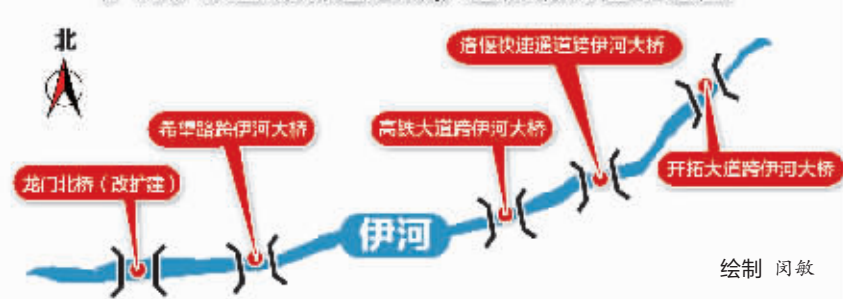 北
洛偃快速通道跨伊河大桥
希望路跨伊河大桥
高铁大道跨伊河大桥
龙门北桥（改扩建）
开拓大道跨伊河大桥
伊河
绘制 闵敏